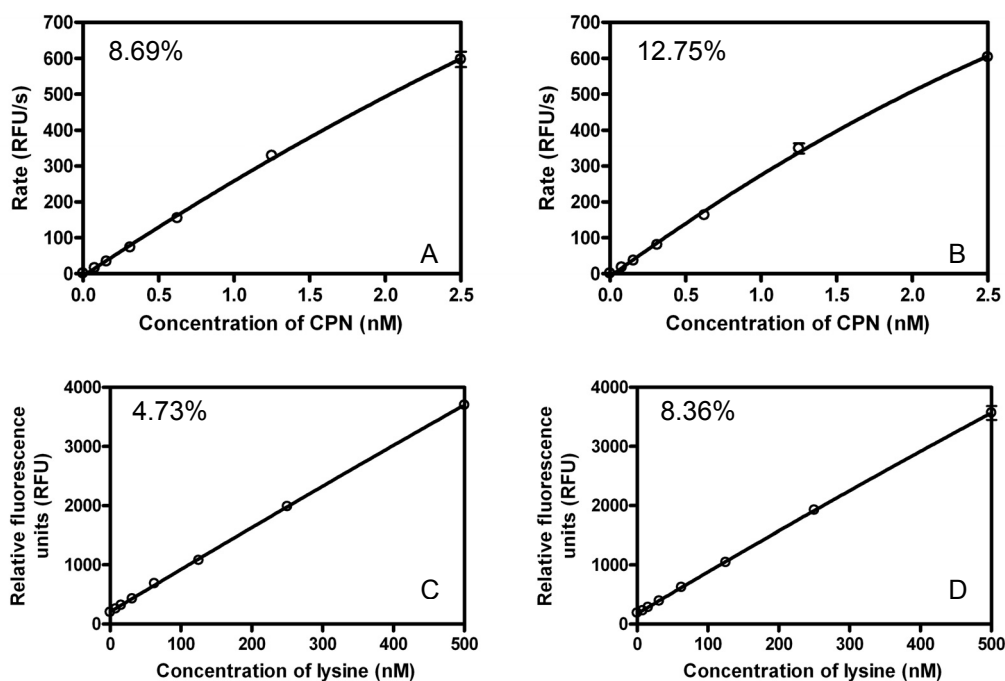 8.69%
A
Rate (RFU/s)
700
600
500
400
300
200
100
0
0.0 0.5 1.0 1.5 2.0 2.5
Concentration of CPN (nM)
12.75%
B
Rate (RFU/s)
700
600
500
400
300
200
100
0
0.0 0.5 1.0 1.5 2.0 2.5
Concentration of CPN (nM)
4.73%
C
Relative fluorescence
units (RFU)
4000
3000
2000
1000
0
0 100 200 300 400 500
Concentration of lysine (nM)
8.36%
D
Relative fluorescence
units (RFU)
4000
3000
2000
1000
0
0 100 200 300 400 500
Concentration of lysine (nM)